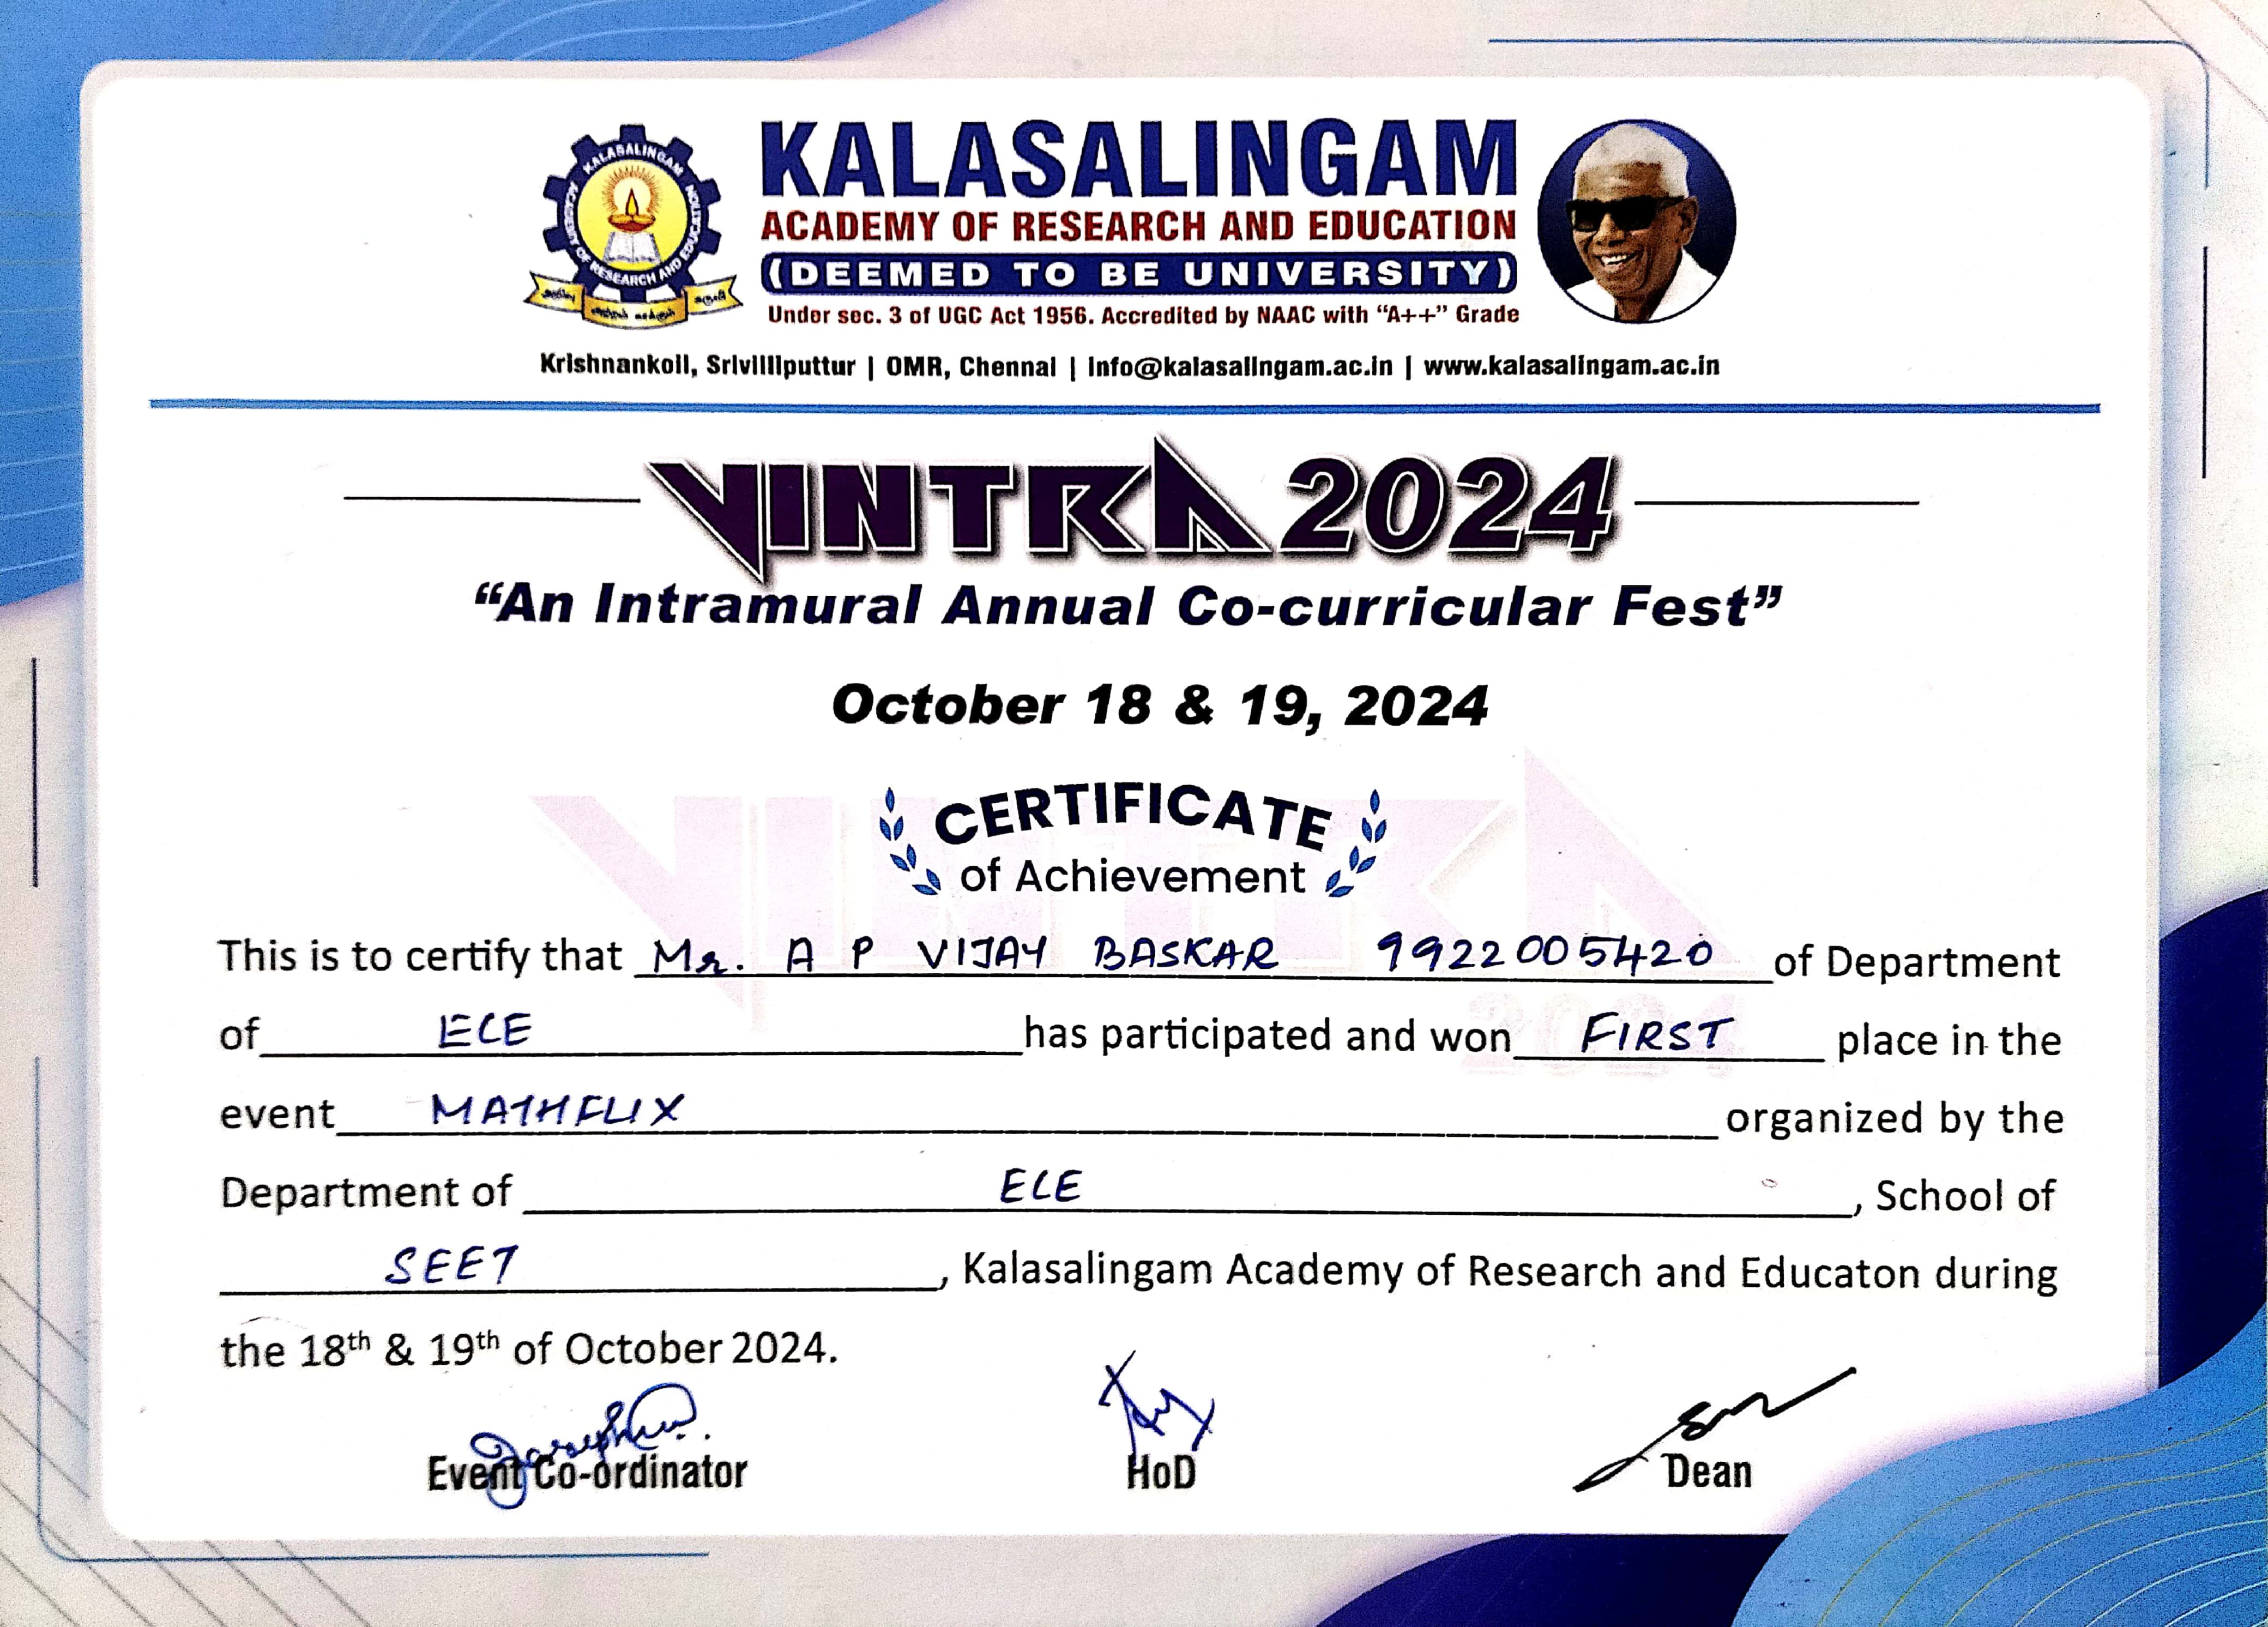 KALASALINGAM
ACADEMY OF RESEARCH AND EDUCATION
(DEEMED TO BE UNIVERSITY)
Under sec. 3 of UGC Act 1956. Accredited by NAAC with “A++” Grade
KALASALINGAM ACADEMY OF RESEARCH AND EDUCATION
Krishnankoil, Srivilliputtur | OMR, Chennai | info@kalasalingam.ac.in | www.kalasalingam.ac.in
VINTRA 2024
“An Intramural Annual Co-curricular Fest”
October 18 & 19, 2024
CERTIFICATE
of Achievement
This is to certify that Mr. A P VIJAY BASKAR 9922005420 of Department
of ECE has participated and won FIRST place in the
event MATHFLIX organized by the
Department of ECE, School of
SEET, Kalasalingam Academy of Research and Educaton during
the 18th & 19th of October 2024.
Event Co-ordinator HoD Dean